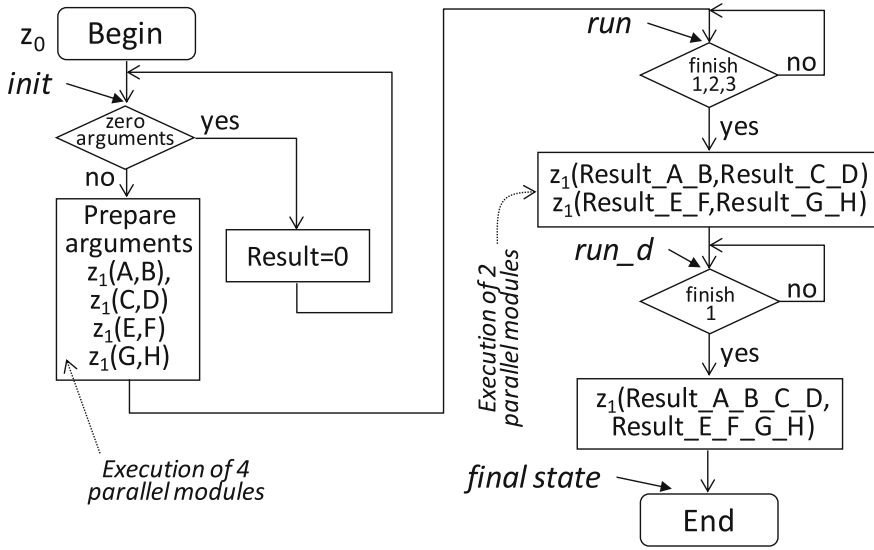 z0
Begin
init
zero
arguments
yes
no
Prepare
arguments
z1(A,B),
z1(C,D)
z1(E,F)
z1(G,H)
Result=0
Execution of 4
parallel modules
run
finish
1,2,3
no
yes
z1(Result_A_B,Result_C_D)
z1(Result_E_F,Result_G_H)
Execution of 2
parallel modules
run_d
finish
1
no
yes
z1(Result_A_B_C_D,
Result_E_F_G_H)
final state
End